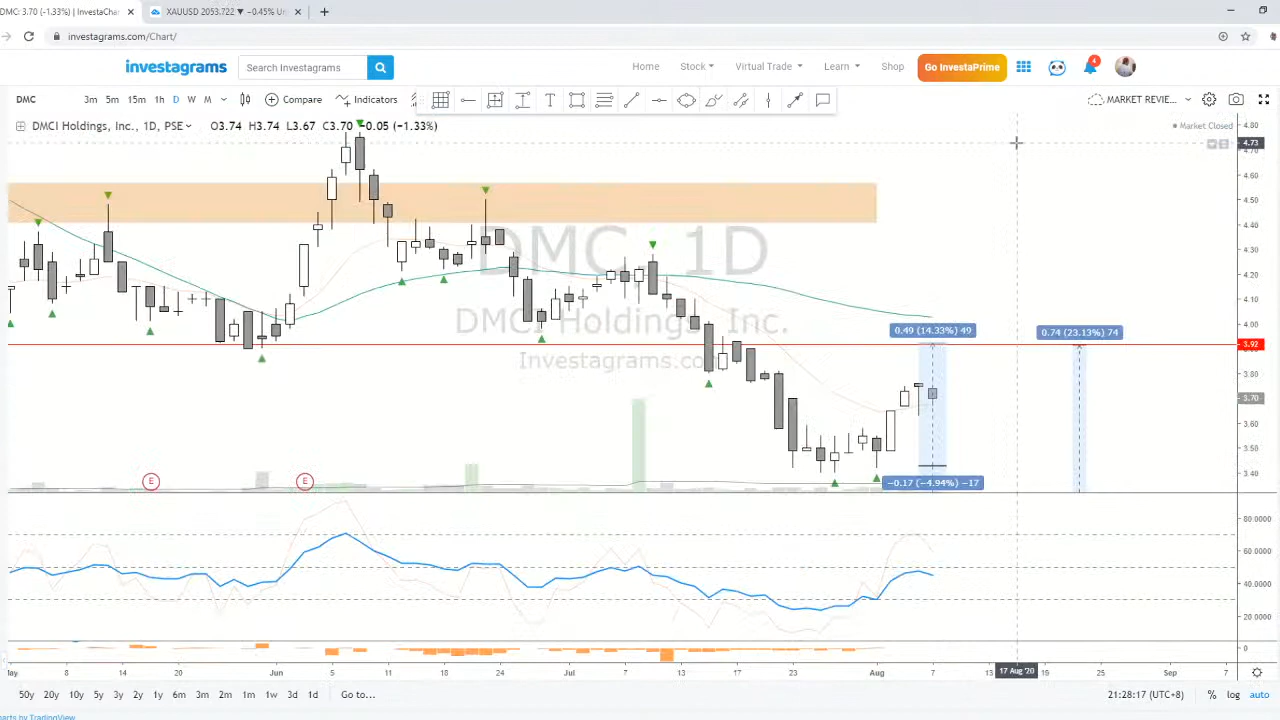 DMC: 3.70 (−1.33%) | InvestaChar
XAUUSD 2053.722 ▼ −0.45% Un
investagrams.com/Chart/
investagrams
Search Investagrams
Home
Stock
Virtual Trade
Learn
Shop
Go InvestaPrime
4
DMC
3m 5m 15m 1h D W M
Compare
Indicators
MARKET REVIE...
DMCI Holdings, Inc., 1D, PSE
O3.74 H3.74 L3.67 C3.70 −0.05 (−1.33%)
Market Closed
4.80
4.73
4.70
4.60
4.50
4.40
4.30
4.20
4.10
4.00
3.92
3.80
3.70
3.60
3.50
3.40
DMC, 1D
DMCI Holdings, Inc.
Investagrams.com
0.49 (14.33%) 49
0.74 (23.13%) 74
−0.17 (−4.94%) −17
E
E
80.0000
60.0000
40.0000
20.0000
0
8 14 20 Jun 5 10 18 24 Jul 7 13 17 23 Aug 7 13 17 Aug '20 19 25 Sep 7
50y 20y 10y 5y 3y 2y 1y 6m 3m 2m 1m 1w 3d 1d Go to...
21:28:17 (UTC+8)
% log auto
arts by TradingView